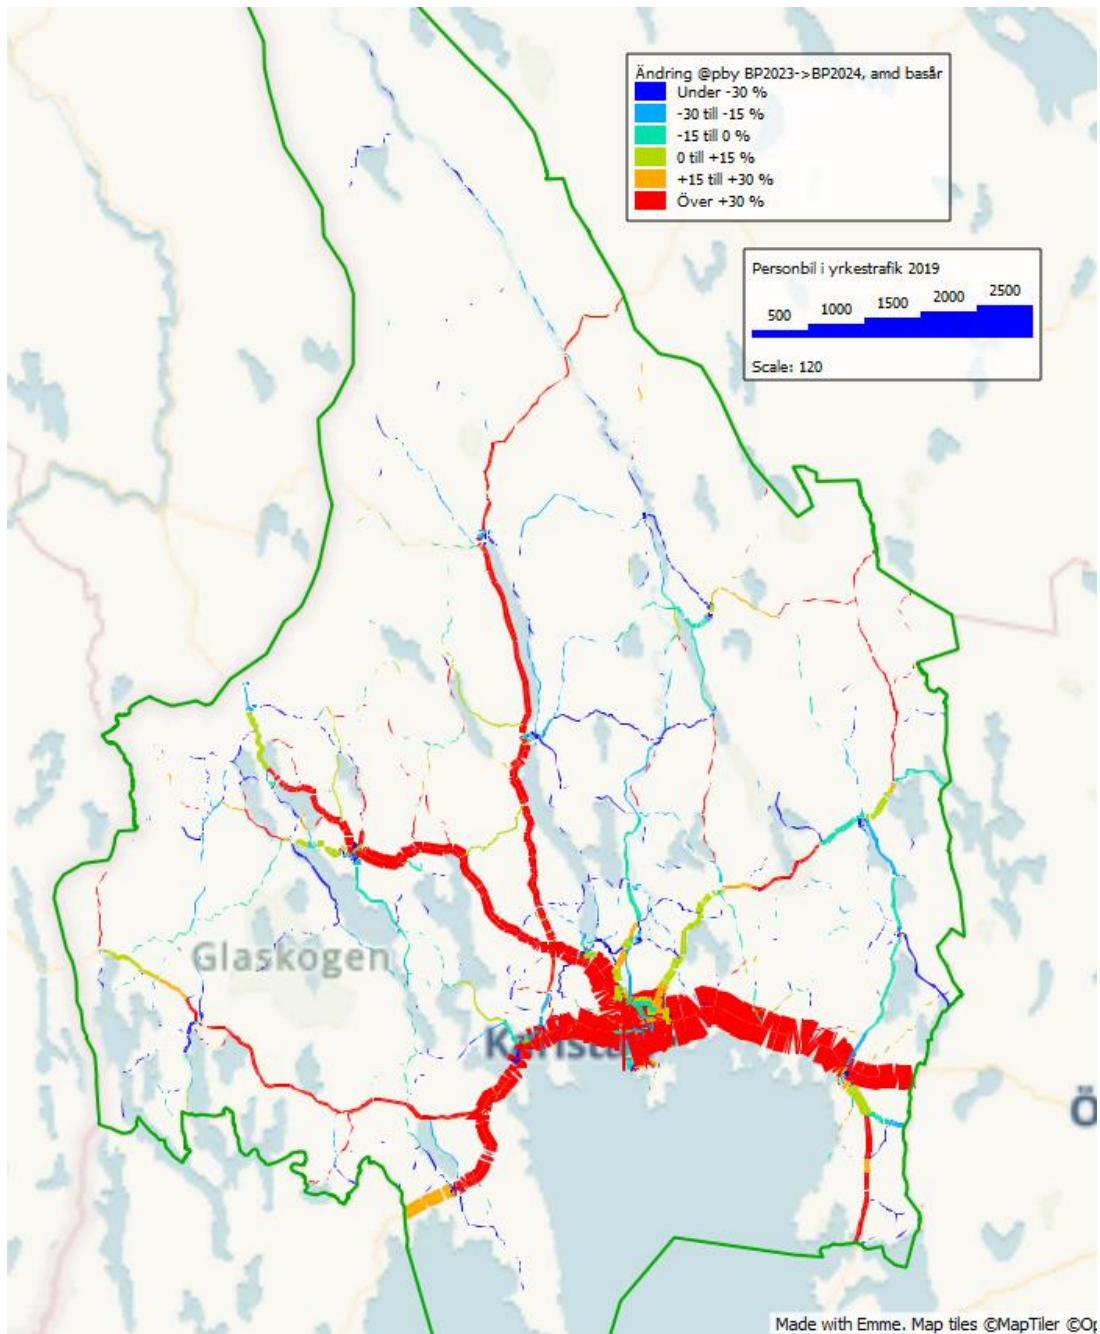 Ändring @pby BP2023->BP2024, amd basår
Under -30 %
-30 till -15 %
-15 till 0 %
0 till +15 %
+15 till +30 %
Över +30 %
Personbil i yrkestrafik 2019
500 1000 1500 2000 2500
Scale: 120
Glaskogen
Ö
Made with Emme. Map tiles ©MapTiler ©Op